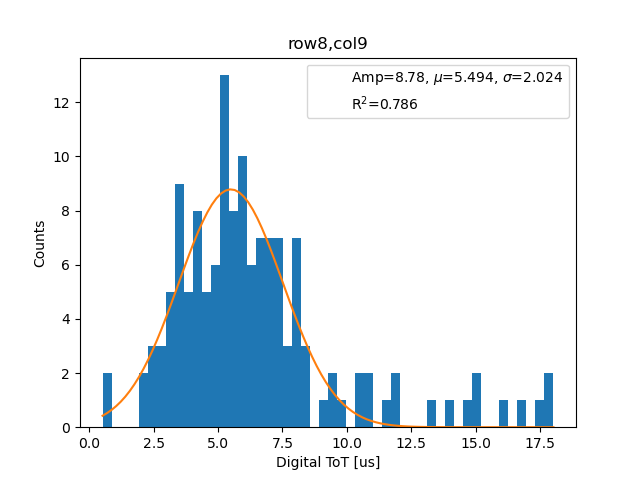 row8,col9
Amp=8.78, μ=5.494, σ=2.024
R²=0.786
Counts
12
10
8
6
4
2
0
0.0 2.5 5.0 7.5 10.0 12.5 15.0 17.5
Digital ToT [us]